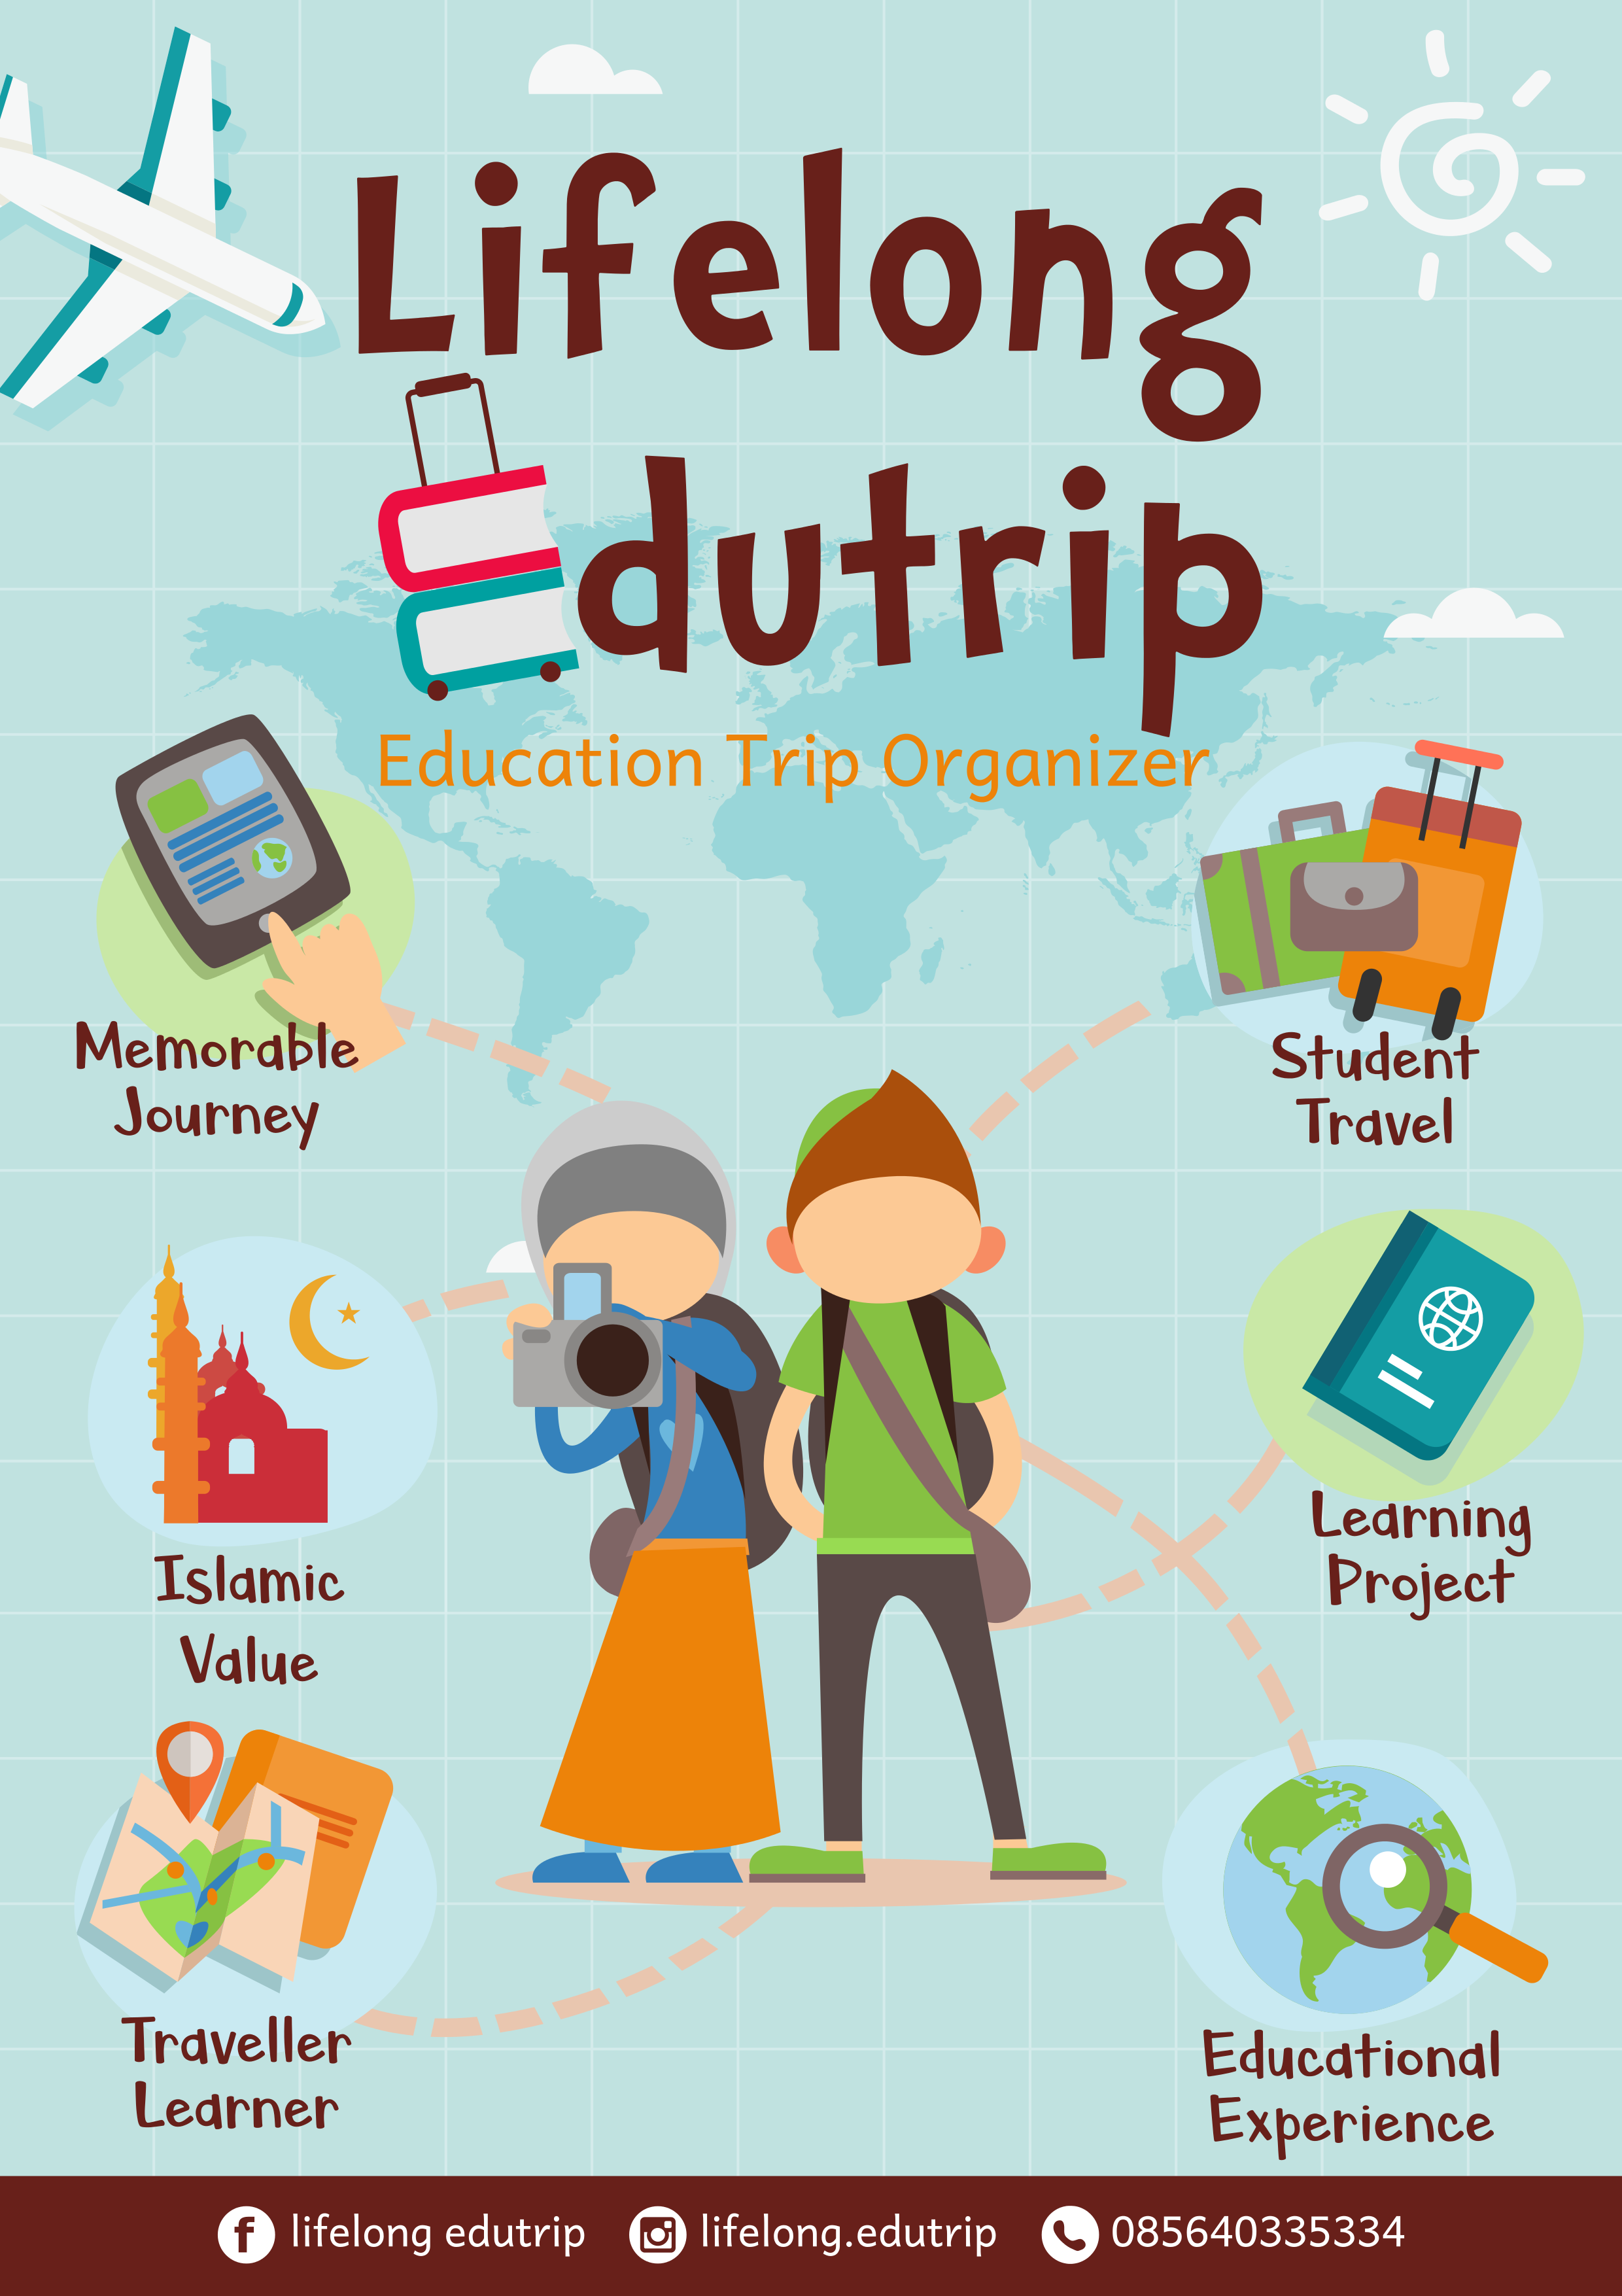 Lifelong
Edutrip
Education Trip Organizer
Memorable
Journey
Student
Travel
Islamic
Value
Learning
Project
Traveller
Learner
Educational
Experience
lifelong edutrip
lifelong.edutrip
085640335334